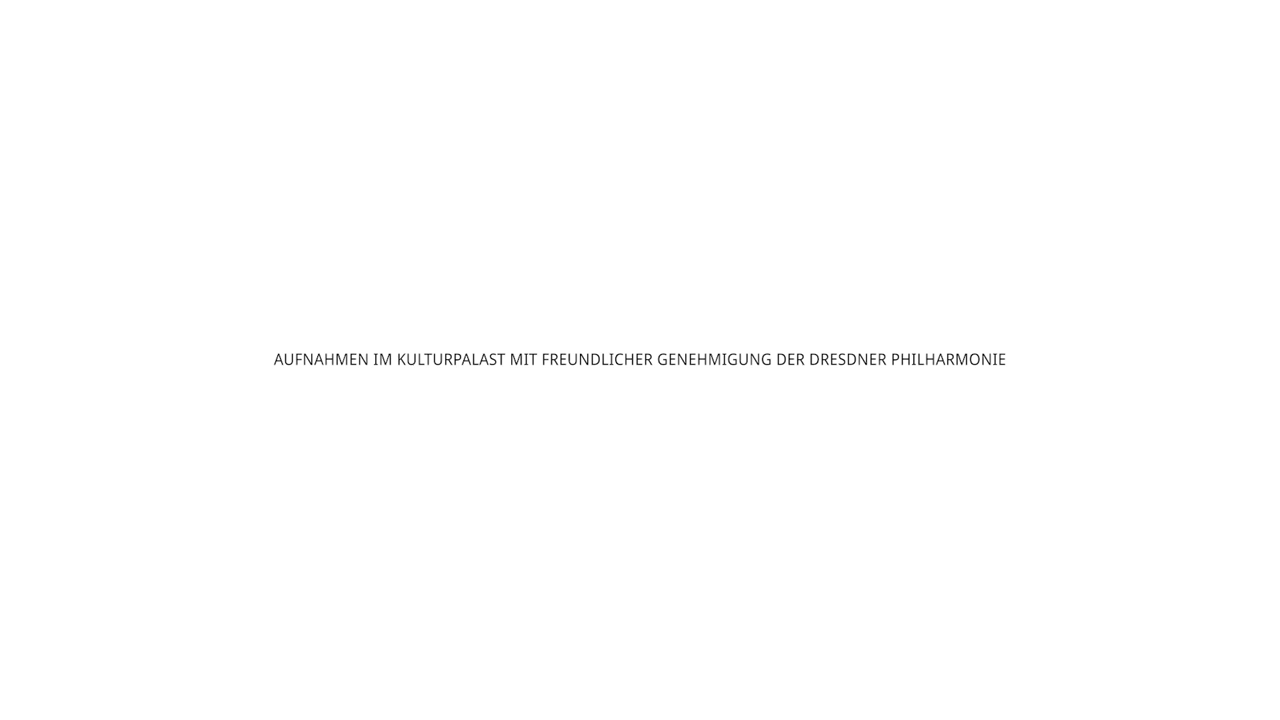 AUFNAHMEN IM KULTURPALAST MIT FREUNDLICHER GENEHMIGUNG DER DRESDNER PHILHARMONIE